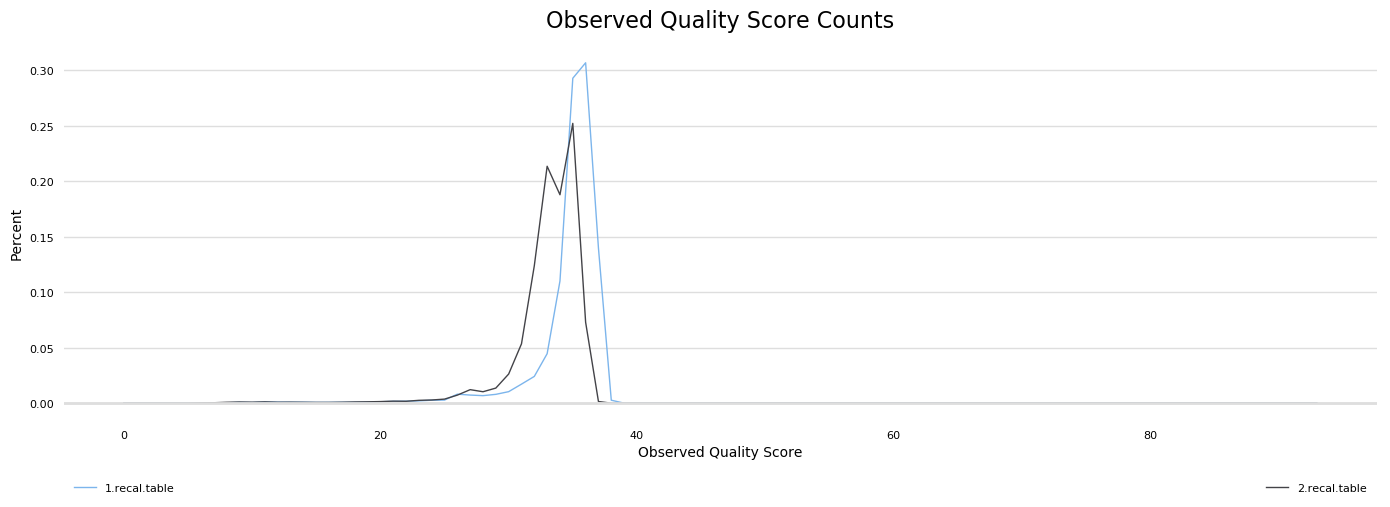 Observed Quality Score Counts
0.30
0.25
0.20
0.15
0.10
0.05
0.00
Percent
0 20 40 60 80
Observed Quality Score
1.recal.table 2.recal.table